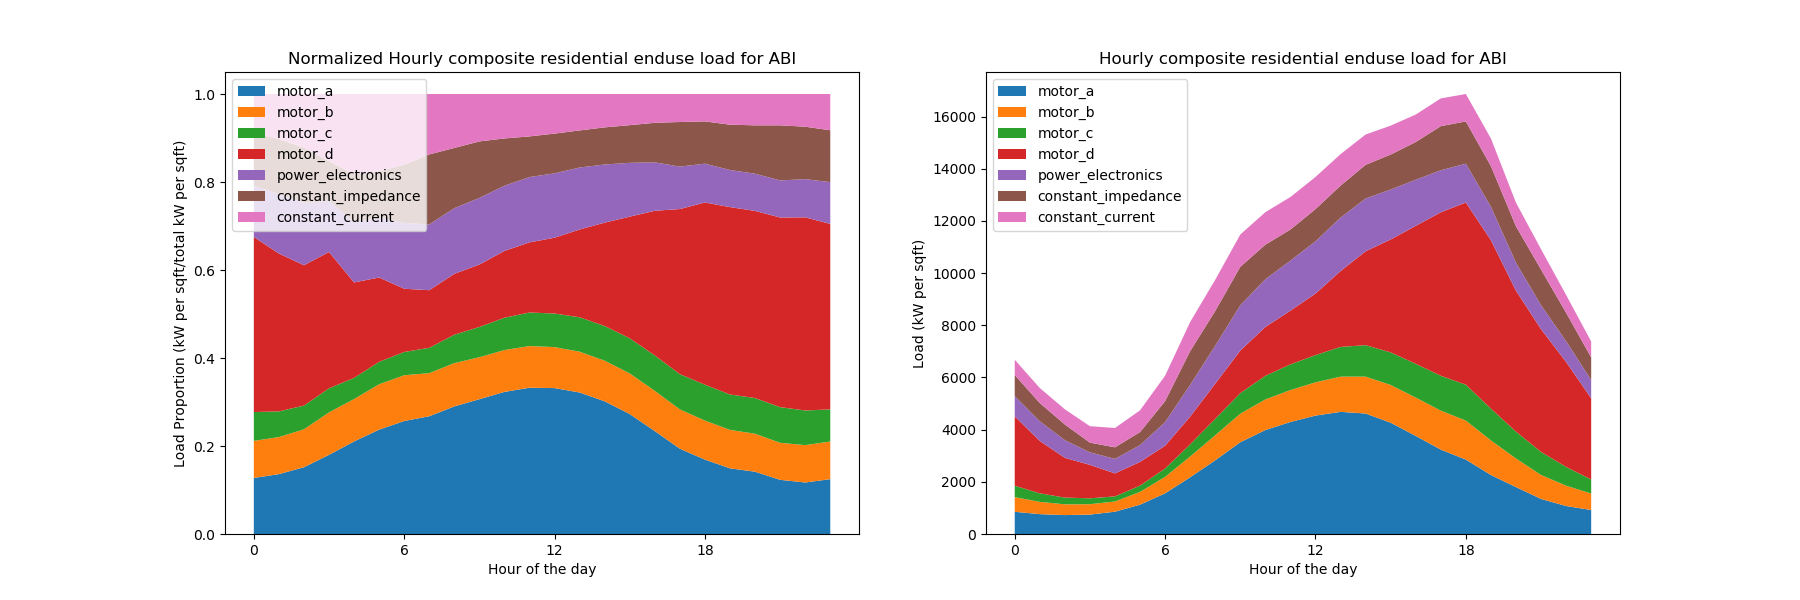 Normalized Hourly composite residential enduse load for ABI
Load Proportion (kW per sqft/total kW per sqft)
1.0
0.8
0.6
0.4
0.2
0.0
motor_a
motor_b
motor_c
motor_d
power_electronics
constant_impedance
constant_current
0 6 12 18
Hour of the day
Hourly composite residential enduse load for ABI
Load (kW per sqft)
16000
14000
12000
10000
8000
6000
4000
2000
0
motor_a
motor_b
motor_c
motor_d
power_electronics
constant_impedance
constant_current
0 6 12 18
Hour of the day